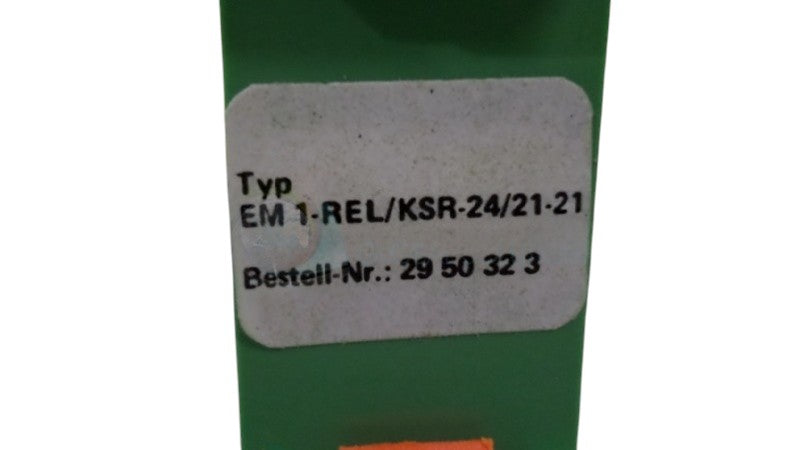 Typ
EM 1-REL/KSR-24/21-21
Bestell-Nr.: 29 50 32 3